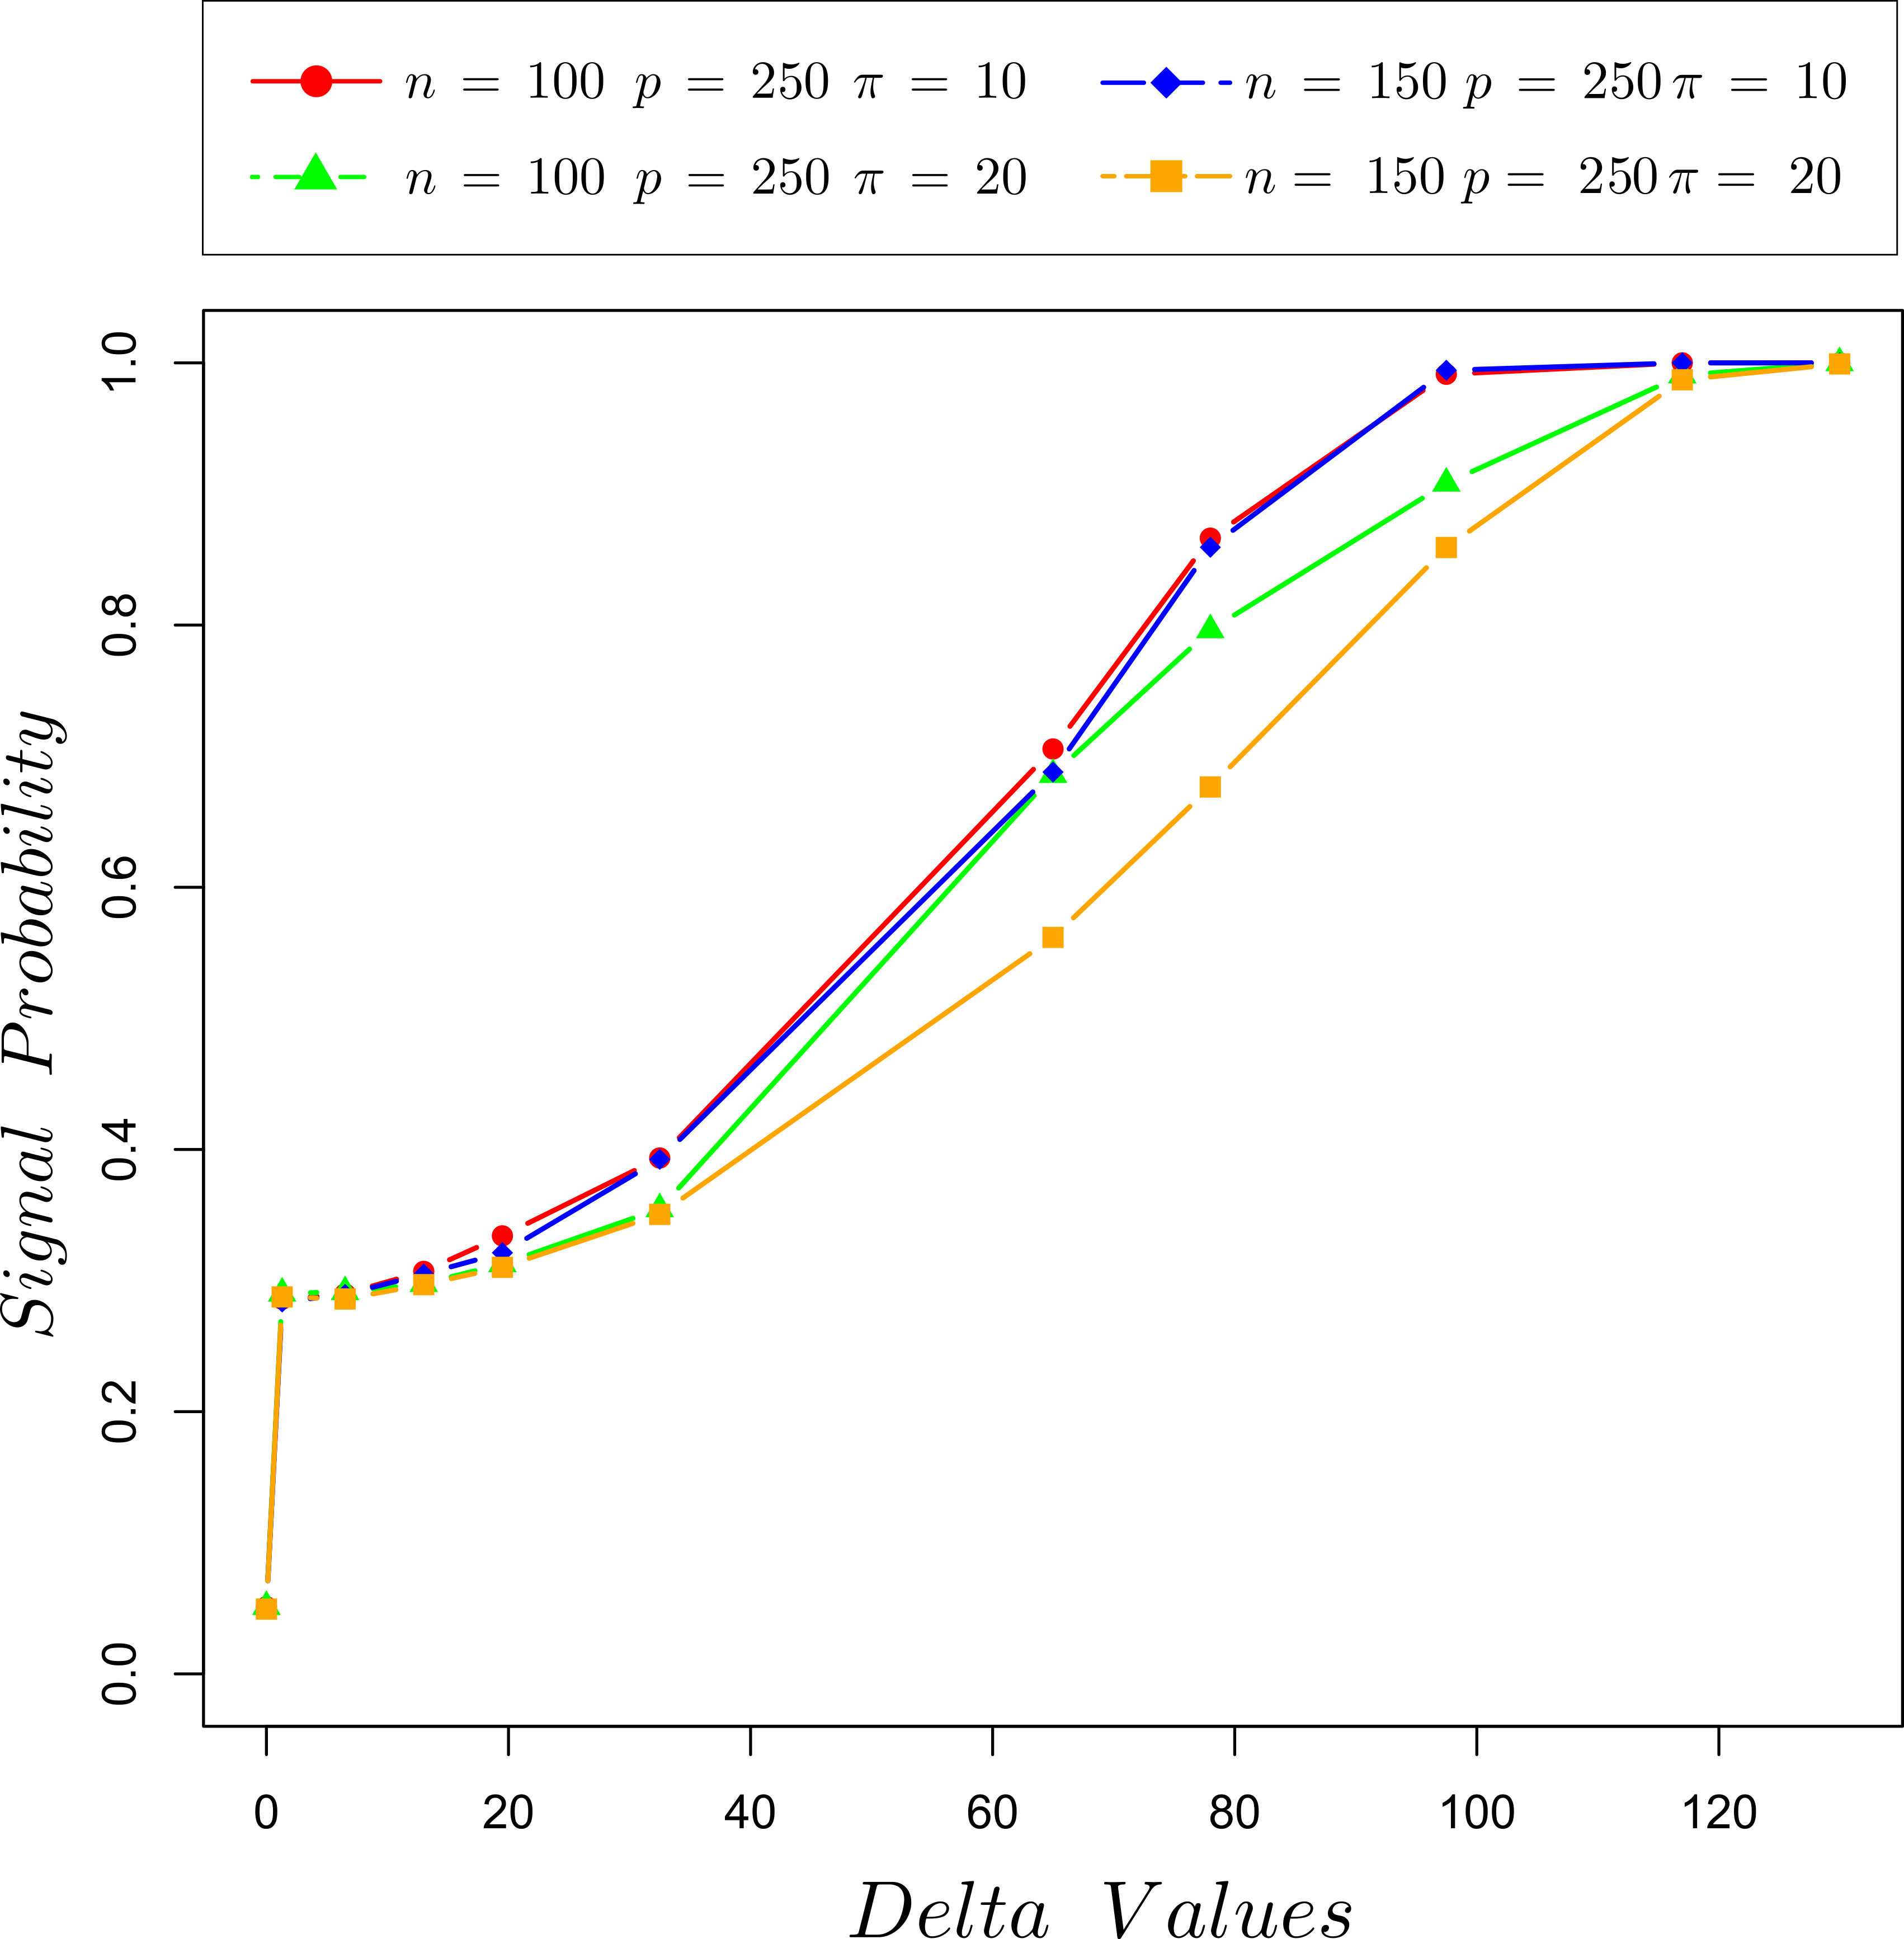 n = 100 p = 250 π = 10 n = 150 p = 250 π = 10
n = 100 p = 250 π = 20 n = 150 p = 250 π = 20
1.0
0.8
0.6
0.4
0.2
0.0
Signal Probability
0 20 40 60 80 100 120
Delta Values